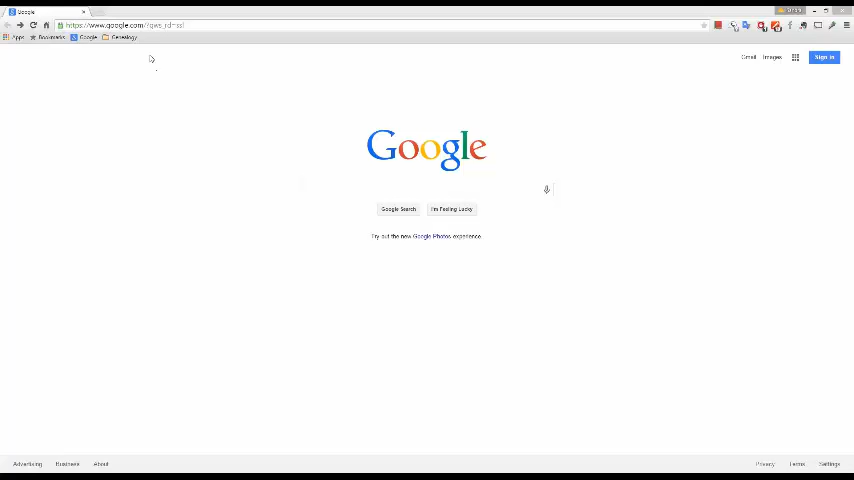 Google
https://www.google.com/?gws_rd=ssl
Apps Bookmarks Google Genealogy
Gmail Images Sign in
Google
Google Search I'm Feeling Lucky
Try out the new Google Photos experience.
Advertising Business About Privacy Terms Settings